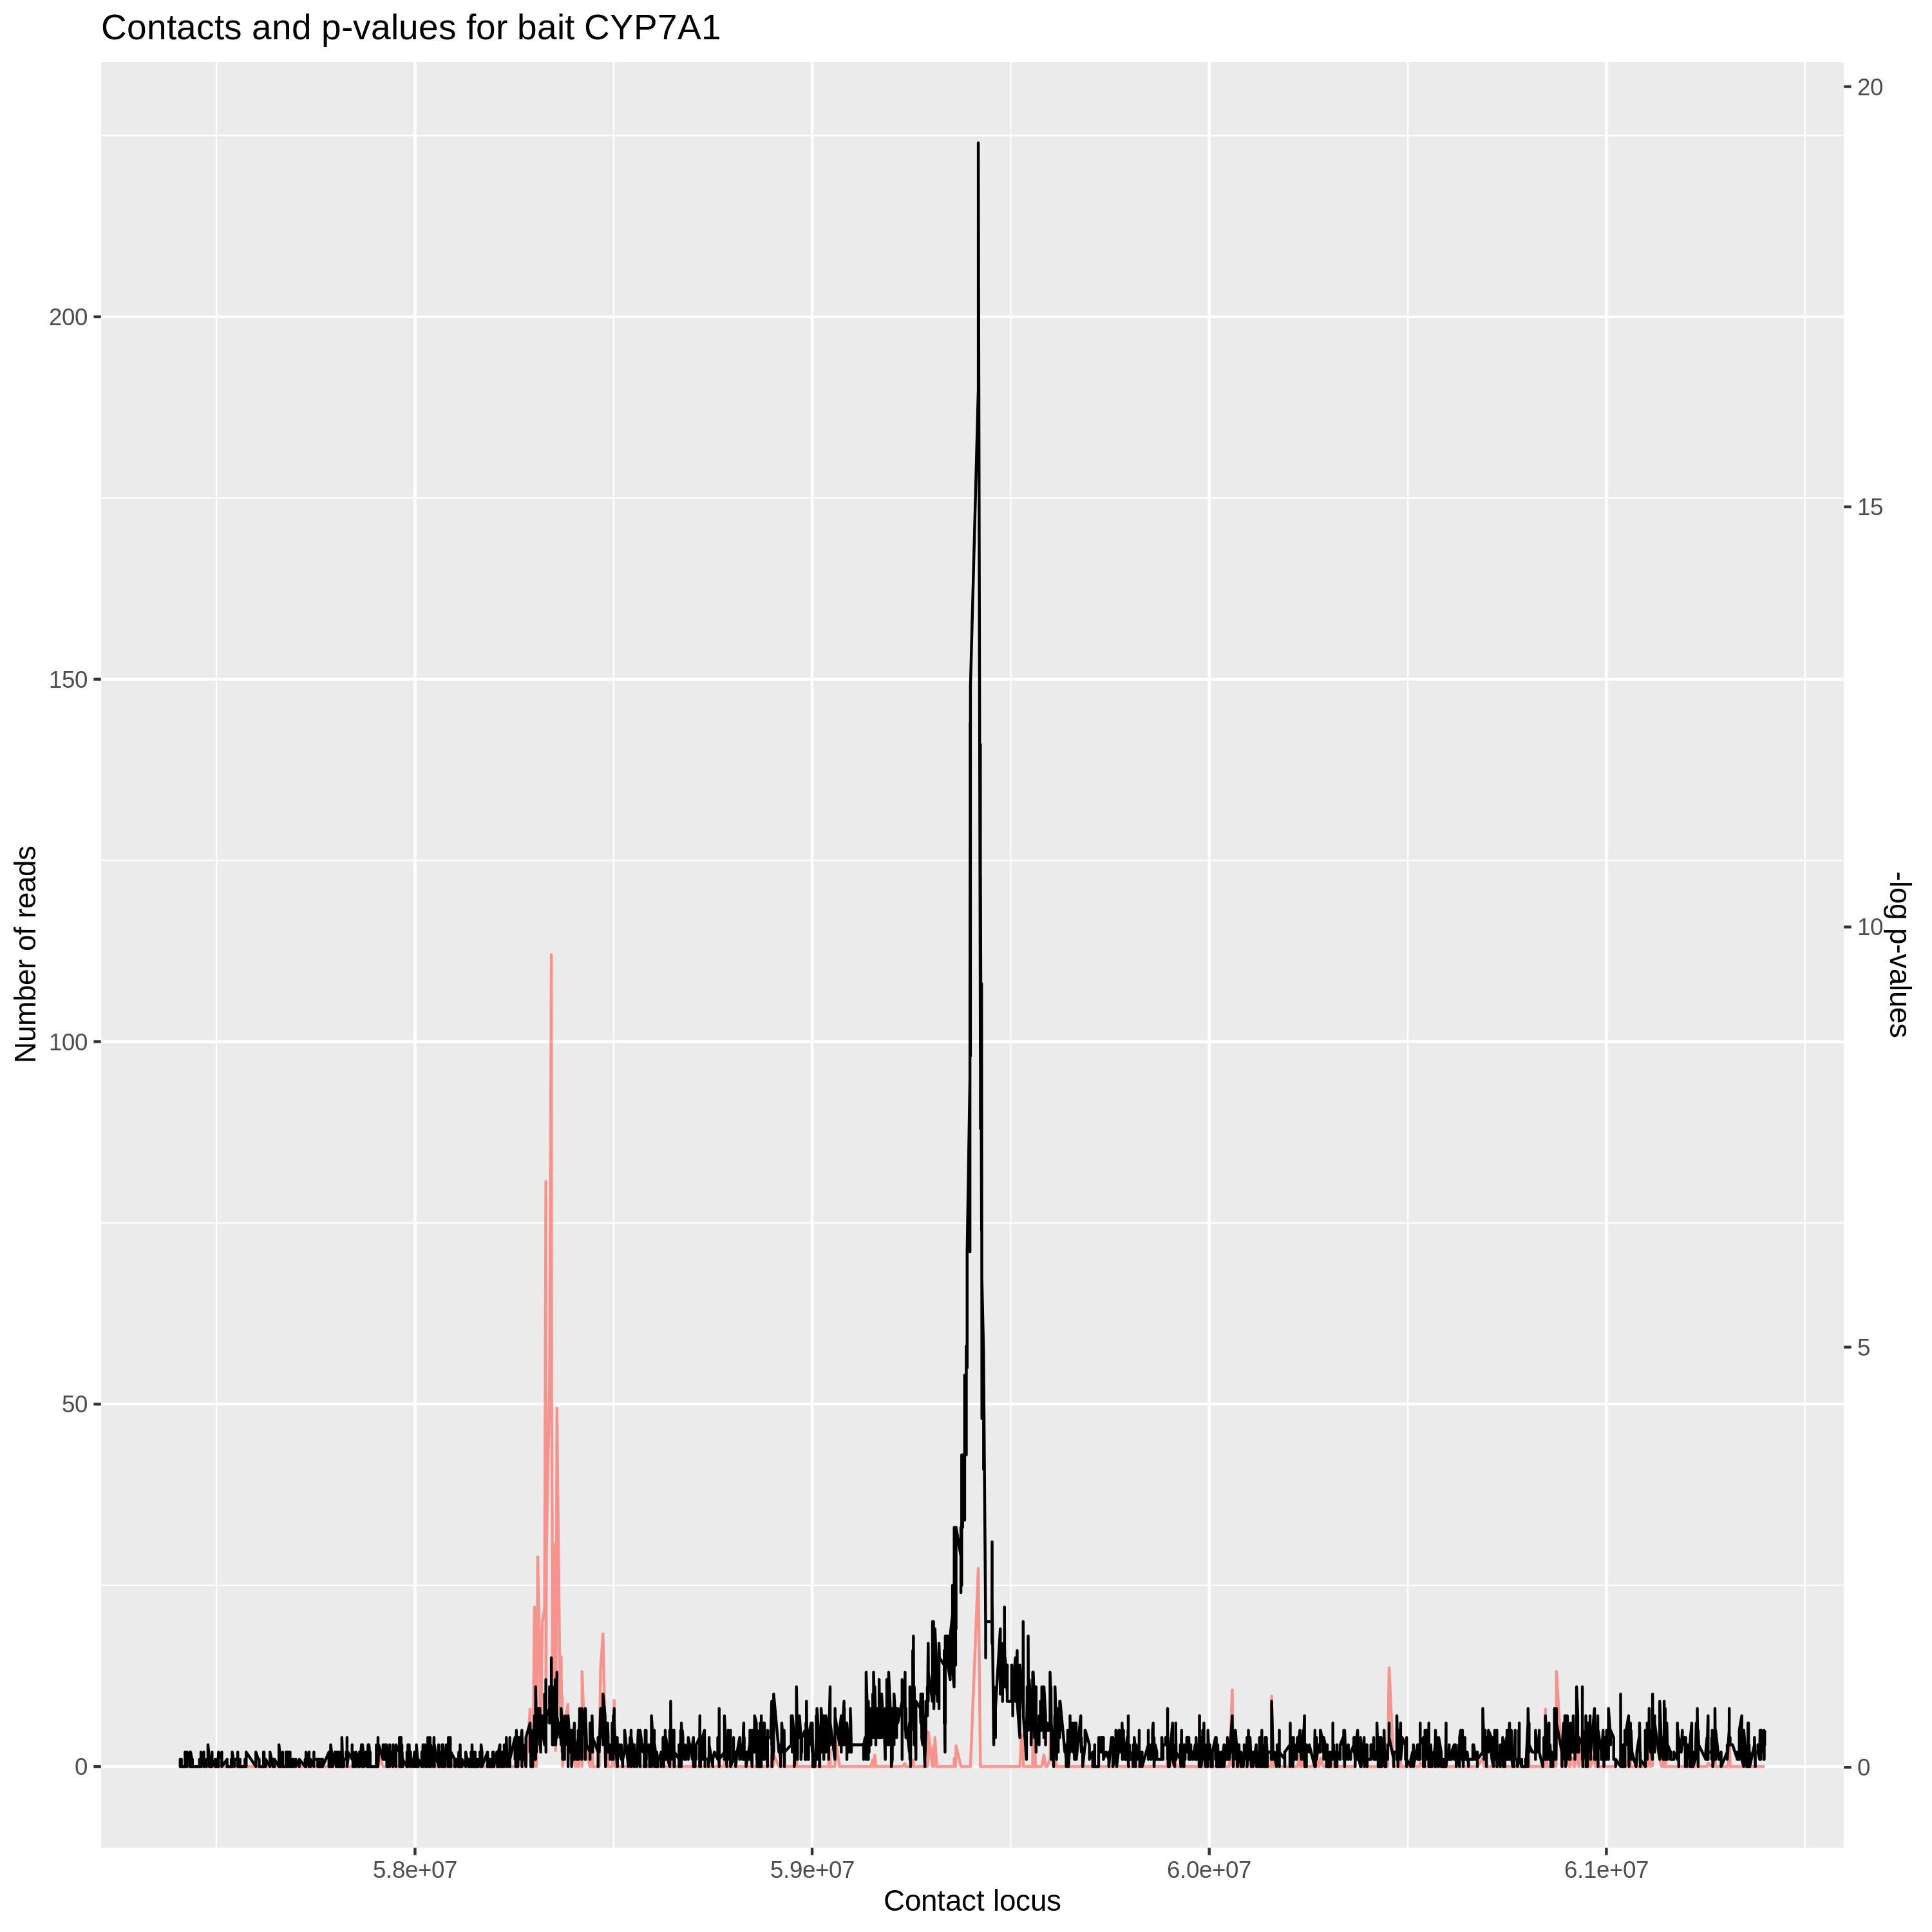 Contacts and p-values for bait CYP7A1
20
200
15
150
Number of reads
-log p-values
10
100
5
50
0
0
5.8e+07
5.9e+07
6.0e+07
6.1e+07
Contact locus